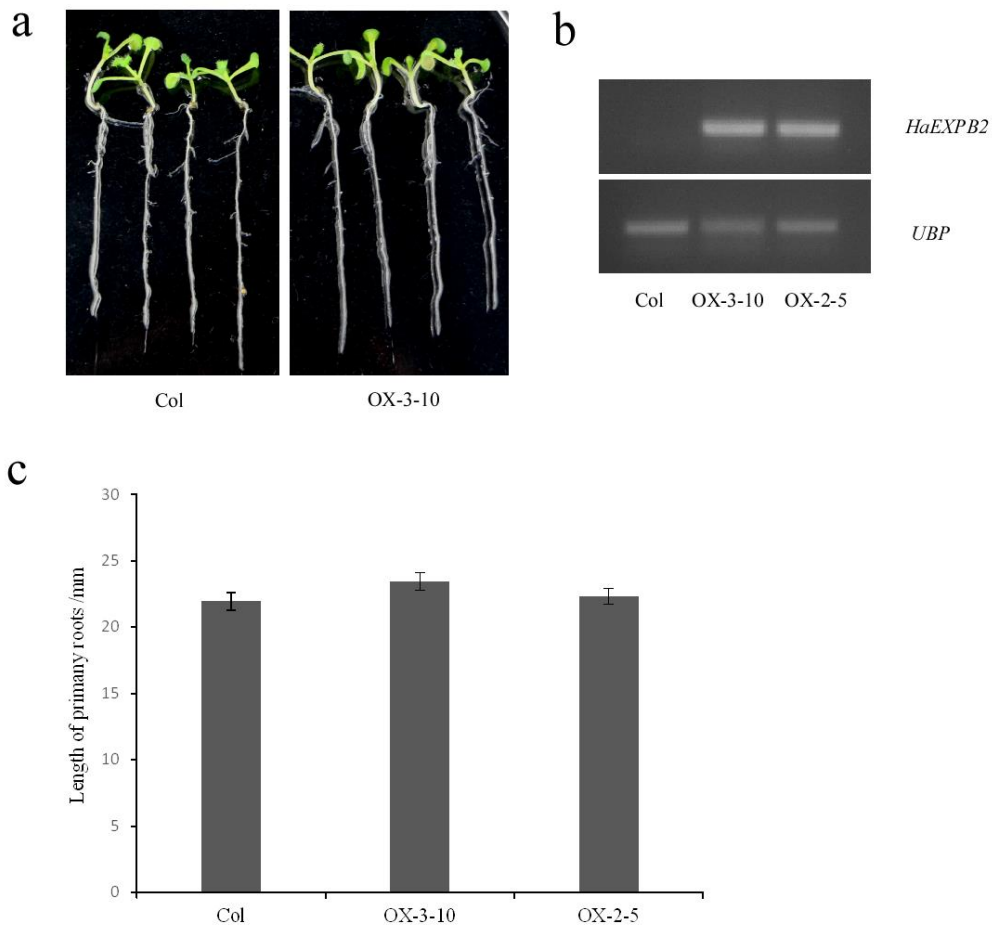 a
Col
OX-3-10
b
HaEXPB2
UBP
Col OX-3-10 OX-2-5
c
Length of primany roots /mm
30
25
20
15
10
5
0
Col OX-3-10 OX-2-5